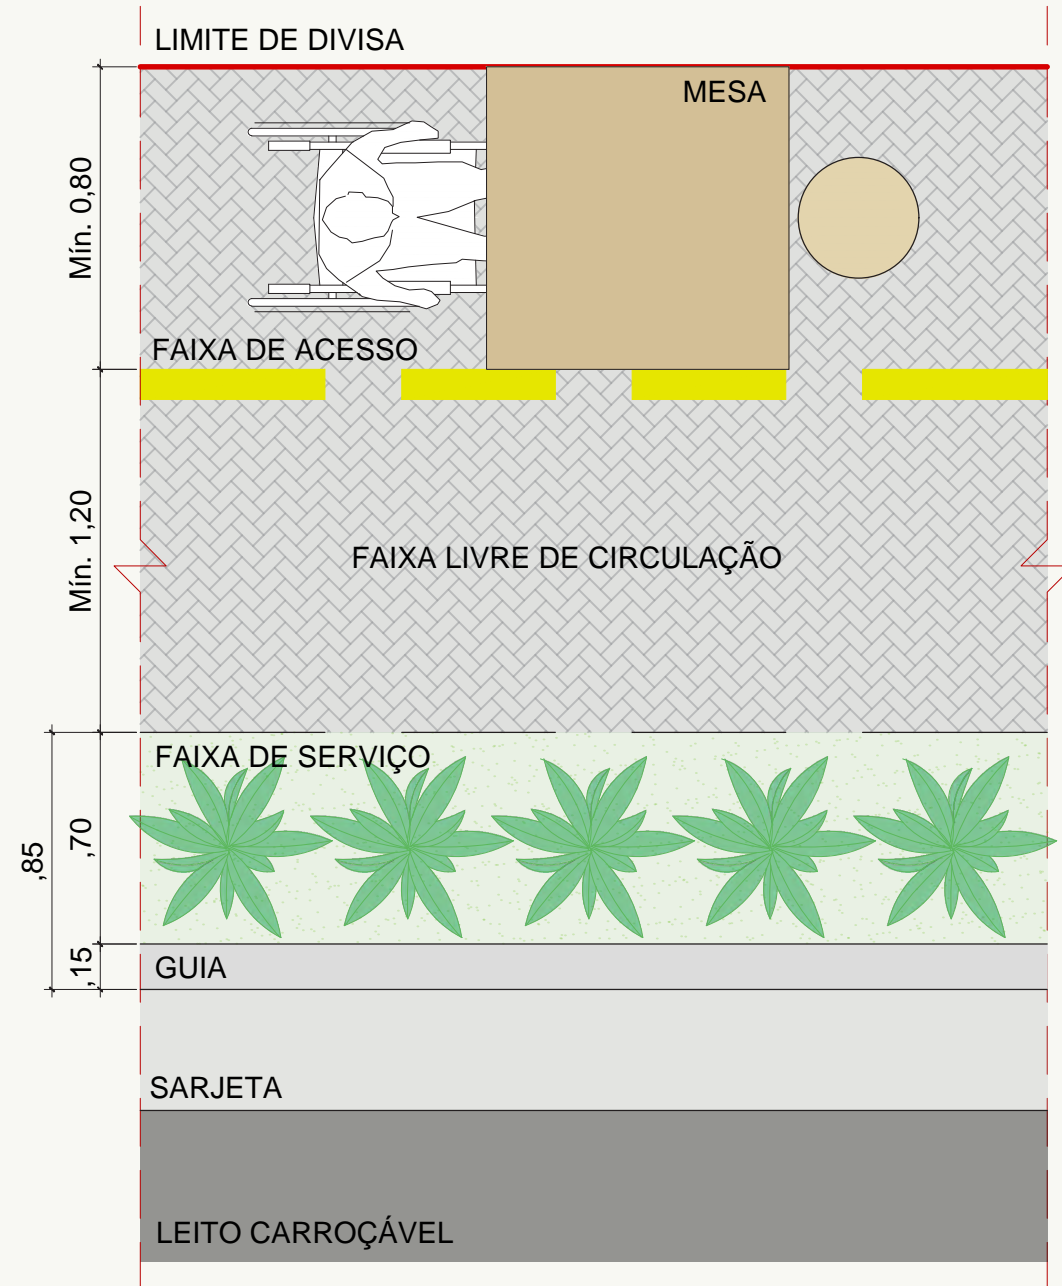 LIMITE DE DIVISA
MESA
Mín. 0,80
FAIXA DE ACESSO
Mín. 1,20
FAIXA LIVRE DE CIRCULAÇÃO
FAIXA DE SERVIÇO
,70
,85
,15
GUIA
SARJETA
LEITO CARROÇÁVEL